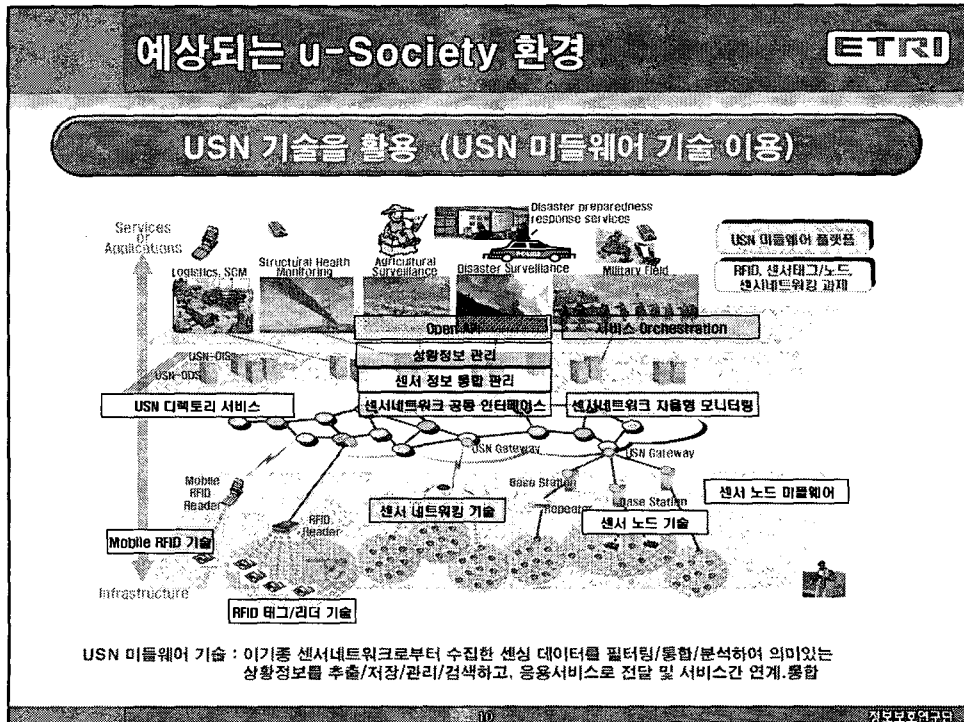 예상되는 u-Society 환경
ETRI
USN 기술을 활용 (USN 미들웨어 기술 이용)
Services
or
Applications
Disaster preparedness
response services
USN 미들웨어 플랫폼
RFID, 센서태그/노드,
센서네트워킹 과제
Logistics, SCM
Structural Health
Monitoring
Agricultural
Surveillance
Disaster Surveillance
Military Field
Open API
서비스 Orchestration
상황정보 관리
USN-OIS
센서 정보 통합 관리
USN-ODS
USN 디렉토리 서비스
센서네트워크 공통 인터페이스
센서네트워크 자율형 모니터링
USN Gateway
USN Gateway
Mobile
RFID
Reader
Base Station
Base Station
센서 노드 미들웨어
센서 네트워킹 기술
Repeater
센서 노드 기술
RFID
Reader
Mobile RFID 기술
Infrastructure
RFID 태그/리더 기술
USN 미들웨어 기술 : 이기종 센서네트워크로부터 수집한 센싱 데이터를 필터링/통합/분석하여 의미있는
상황정보를 추출/저장/관리/검색하고, 응용서비스로 전달 및 서비스간 연계.통합
10
정보보호연구단